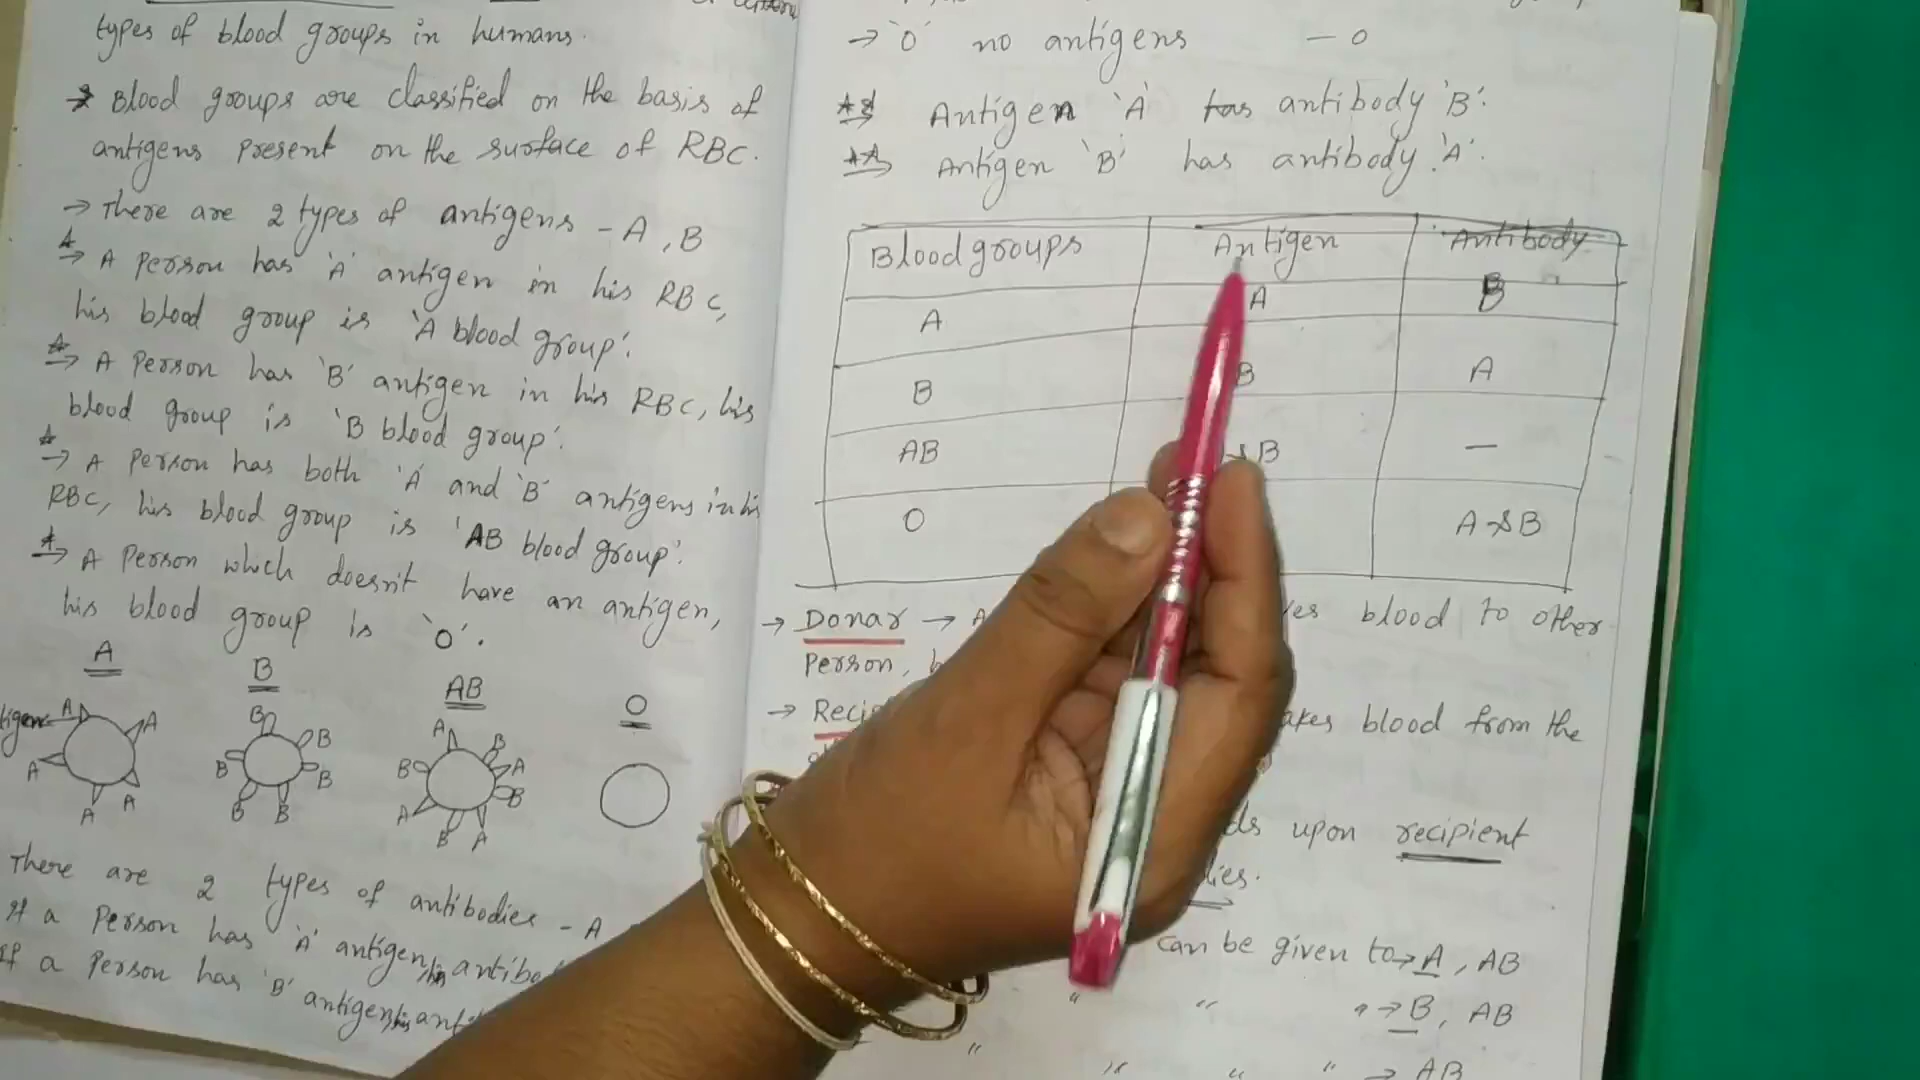 types of blood groups in humans.
→ Blood groups are classified on the basis of
antigens present on the surface of RBC.
→ There are 2 types of antigens - A, B
→ A person has 'A' antigen in his RBC,
his blood group is 'A blood group'.
→ A person has 'B' antigen in his RBC, his
blood group is 'B blood group'.
→ A person has both 'A' and 'B' antigens in his
RBC, his blood group is 'AB blood group'.
→ A person which doesn't have an antigen,
his blood group is 'O'.
A B AB O
A A A A A
B B B B B B
A B A B A B A B
There are 2 types of antibodies - A
If a person has 'A' antigen, his
If a person has 'B' antigen, his
→ 'O' no antigens - O
Antigen 'A' has antibody 'B'.
Antigen 'B' has antibody 'A'.
Blood groups Antigen Antibody
A A B
B B A
AB B —
O A & B
→ Donar → blood to other
person,
→ blood from the
upon recipient
can be given to → A, AB
" " " → B, AB
" " " " → AB